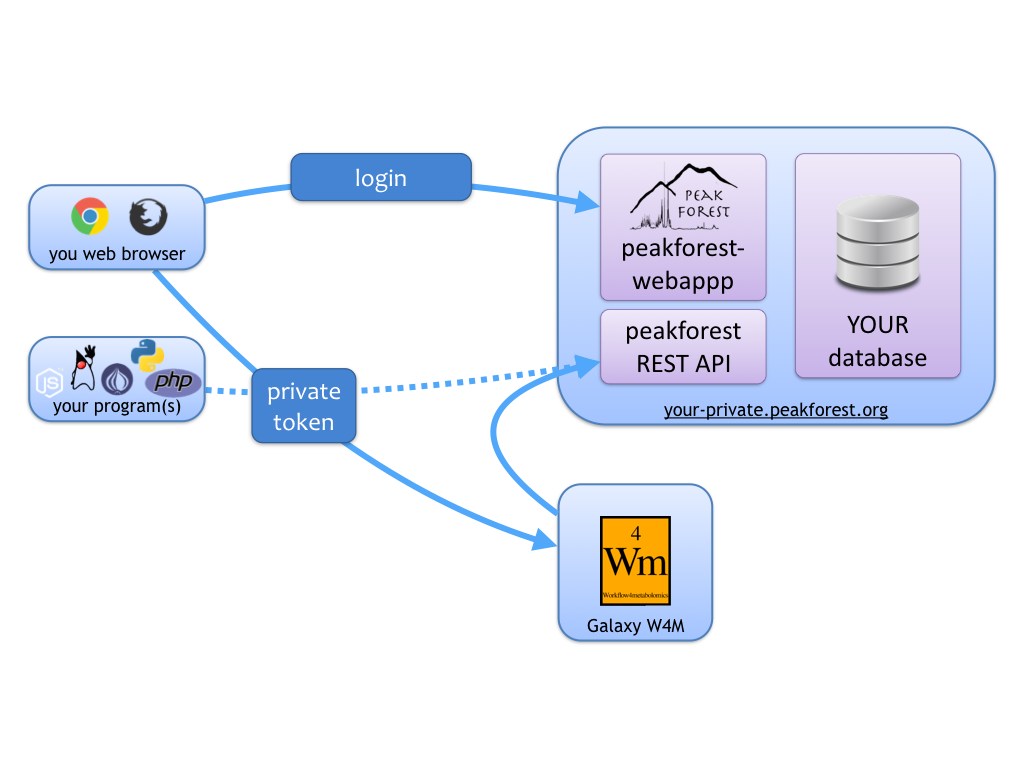 login
PEAK
FOREST
you web browser
peakforest-
webappp
YOUR
database
JS
php
your program(s)
peakforest
REST API
private
token
your-private.peakforest.org
4
Wm
Workflow4metabolomics
Galaxy W4M